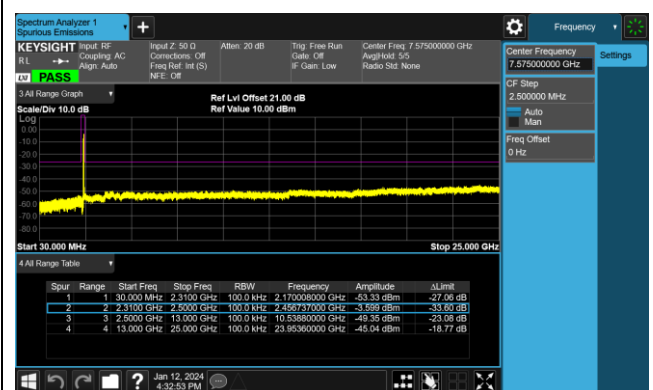 Spectrum Analyzer 1
Spurious Emissions
Frequency
KEYSIGHT
RL
LXI
PASS
Input: RF
Coupling: AC
Align: Auto
Input Z: 50 Ω
Corrections: Off
Freq Ref: Int (S)
NFE: Off
Atten: 20 dB
Trig: Free Run
Gate: Off
IF Gain: Low
Center Freq: 7.575000000 GHz
Avg|Hold: 5/5
Radio Std: None
Center Frequency
7.575000000 GHz
Settings
CF Step
2.500000 MHz
Auto
Man
Freq Offset
0 Hz
3 All Range Graph
Scale/Div 10.0 dB
Ref Lvl Offset 21.00 dB
Ref Value 10.00 dBm
Log
0.00
-10.0
-20.0
-30.0
-40.0
-50.0
-60.0
-70.0
-80.0
Start 30.000 MHz
Stop 25.000 GHz
4 All Range Table
Spur Range Start Freq Stop Freq RBW Frequency Amplitude ΔLimit
1 1 30.000 MHz 2.3100 GHz 100.0 kHz 2.170008000 GHz -53.33 dBm -27.06 dB
2 2 2.3100 GHz 2.5000 GHz 100.0 kHz 2.456737000 GHz -3.599 dBm -33.60 dB
3 3 2.5000 GHz 13.000 GHz 100.0 kHz 10.53880000 GHz -49.35 dBm -23.08 dB
4 4 13.000 GHz 25.000 GHz 100.0 kHz 23.95360000 GHz -45.04 dBm -18.77 dB
Jan 12, 2024
4:32:53 PM